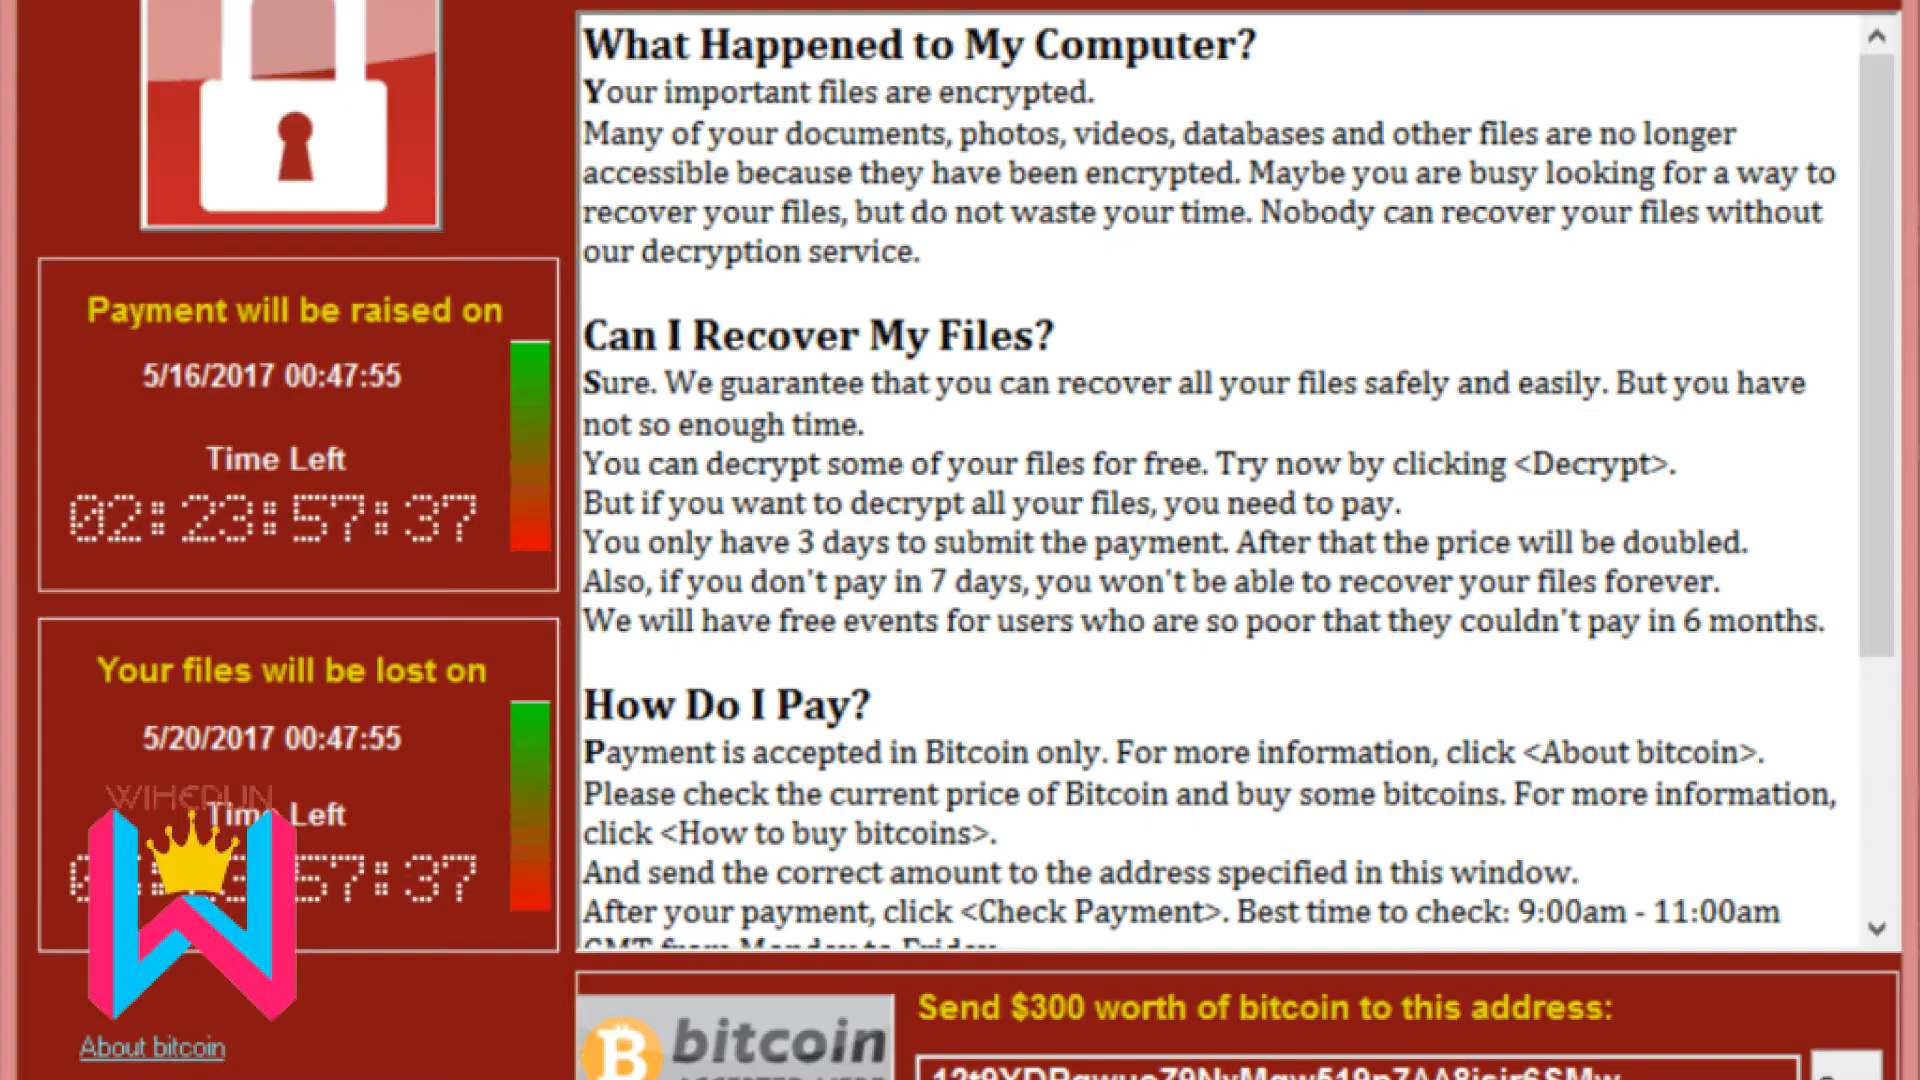 What Happened to My Computer?
Your important files are encrypted.
Many of your documents, photos, videos, databases and other files are no longer
accessible because they have been encrypted. Maybe you are busy looking for a way to
recover your files, but do not waste your time. Nobody can recover your files without
our decryption service.
Can I Recover My Files?
Sure. We guarantee that you can recover all your files safely and easily. But you have
not so enough time.
You can decrypt some of your files for free. Try now by clicking <Decrypt>.
But if you want to decrypt all your files, you need to pay.
You only have 3 days to submit the payment. After that the price will be doubled.
Also, if you don't pay in 7 days, you won't be able to recover your files forever.
We will have free events for users who are so poor that they couldn't pay in 6 months.
How Do I Pay?
Payment is accepted in Bitcoin only. For more information, click <About bitcoin>.
Please check the current price of Bitcoin and buy some bitcoins. For more information,
click <How to buy bitcoins>.
And send the correct amount to the address specified in this window.
After your payment, click <Check Payment>. Best time to check: 9:00am - 11:00am
GMT from Monday to Friday.
Payment will be raised on
5/16/2017 00:47:55
Time Left
02:23:57:37
Your files will be lost on
5/20/2017 00:47:55
Time Left
57:37
About bitcoin
bitcoin
Send $300 worth of bitcoin to this address: